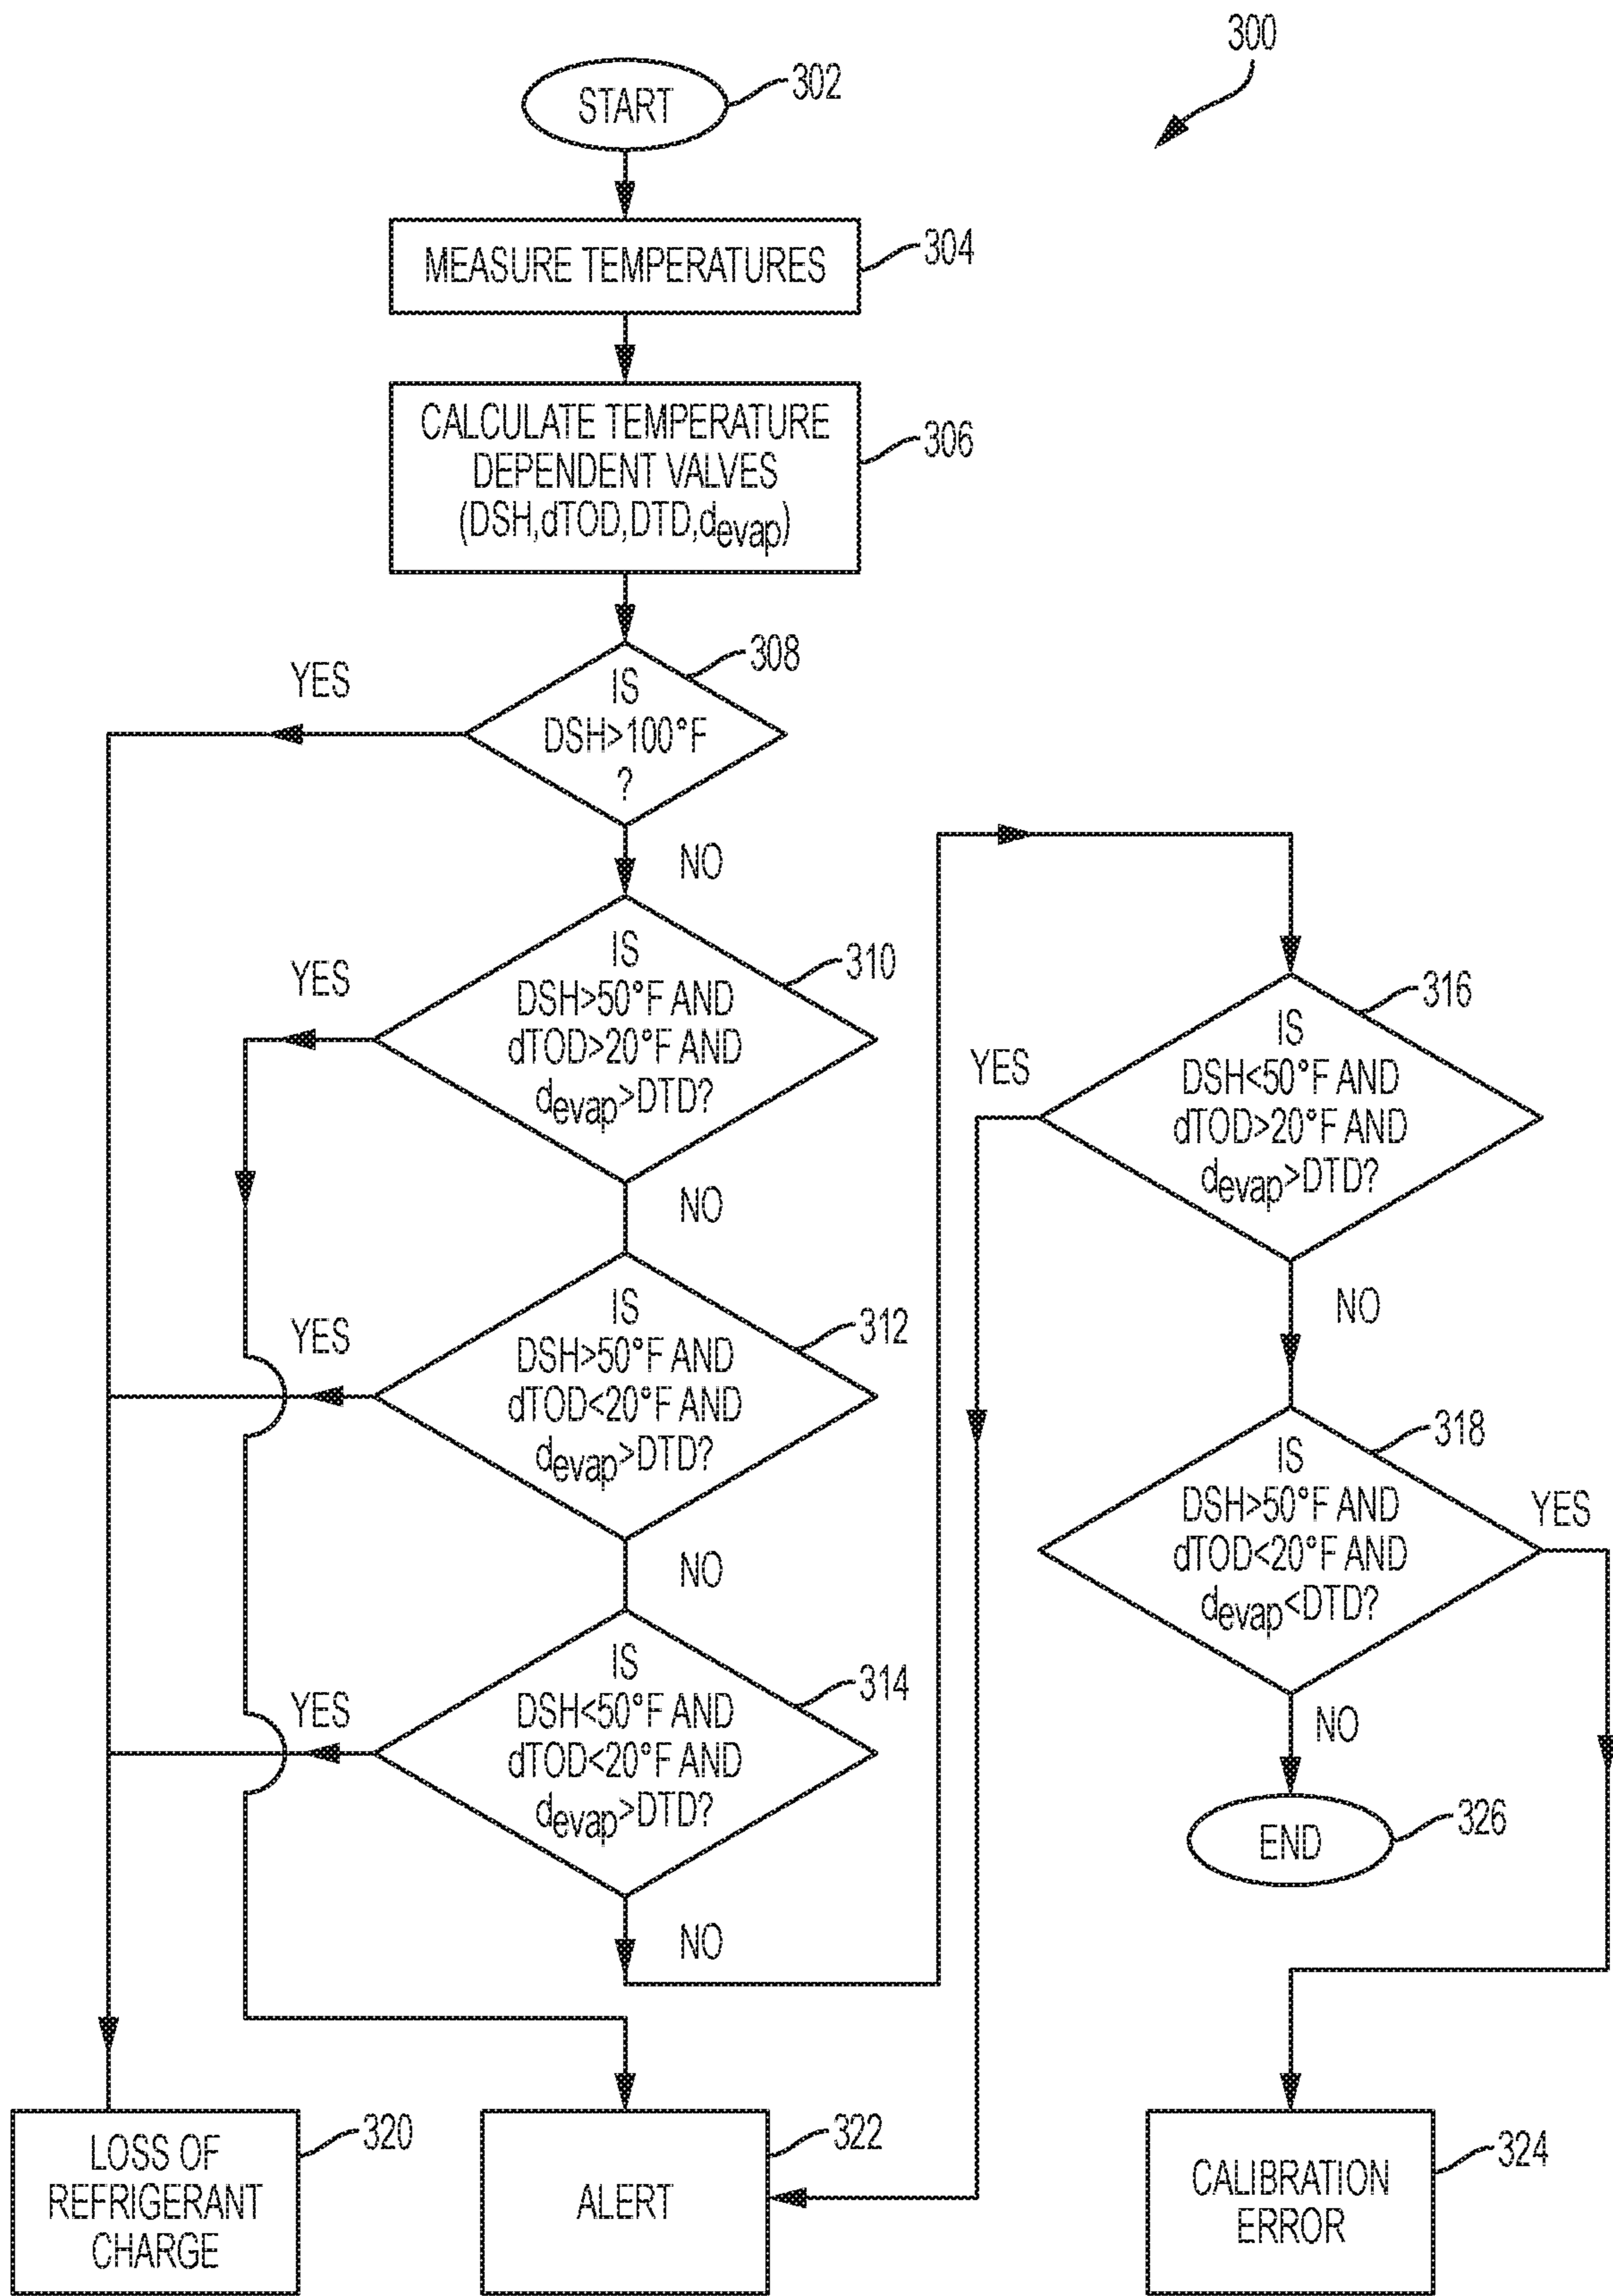 300
START
302
MEASURE TEMPERATURES
304
CALCULATE TEMPERATURE
DEPENDENT VALVES
(DSH,dTOD,DTD,devap)
306
308
YES
IS
DSH>100°F
?
NO
310
YES
IS
DSH>50°F AND
dTOD>20°F AND
devap>DTD?
NO
312
YES
IS
DSH>50°F AND
dTOD<20°F AND
devap>DTD?
NO
314
YES
IS
DSH<50°F AND
dTOD<20°F AND
devap>DTD?
NO
316
YES
IS
DSH<50°F AND
dTOD>20°F AND
devap>DTD?
NO
318
IS
DSH>50°F AND
dTOD<20°F AND
devap<DTD?
YES
NO
END
326
LOSS OF
REFRIGERANT
CHARGE
320
ALERT
322
CALIBRATION
ERROR
324